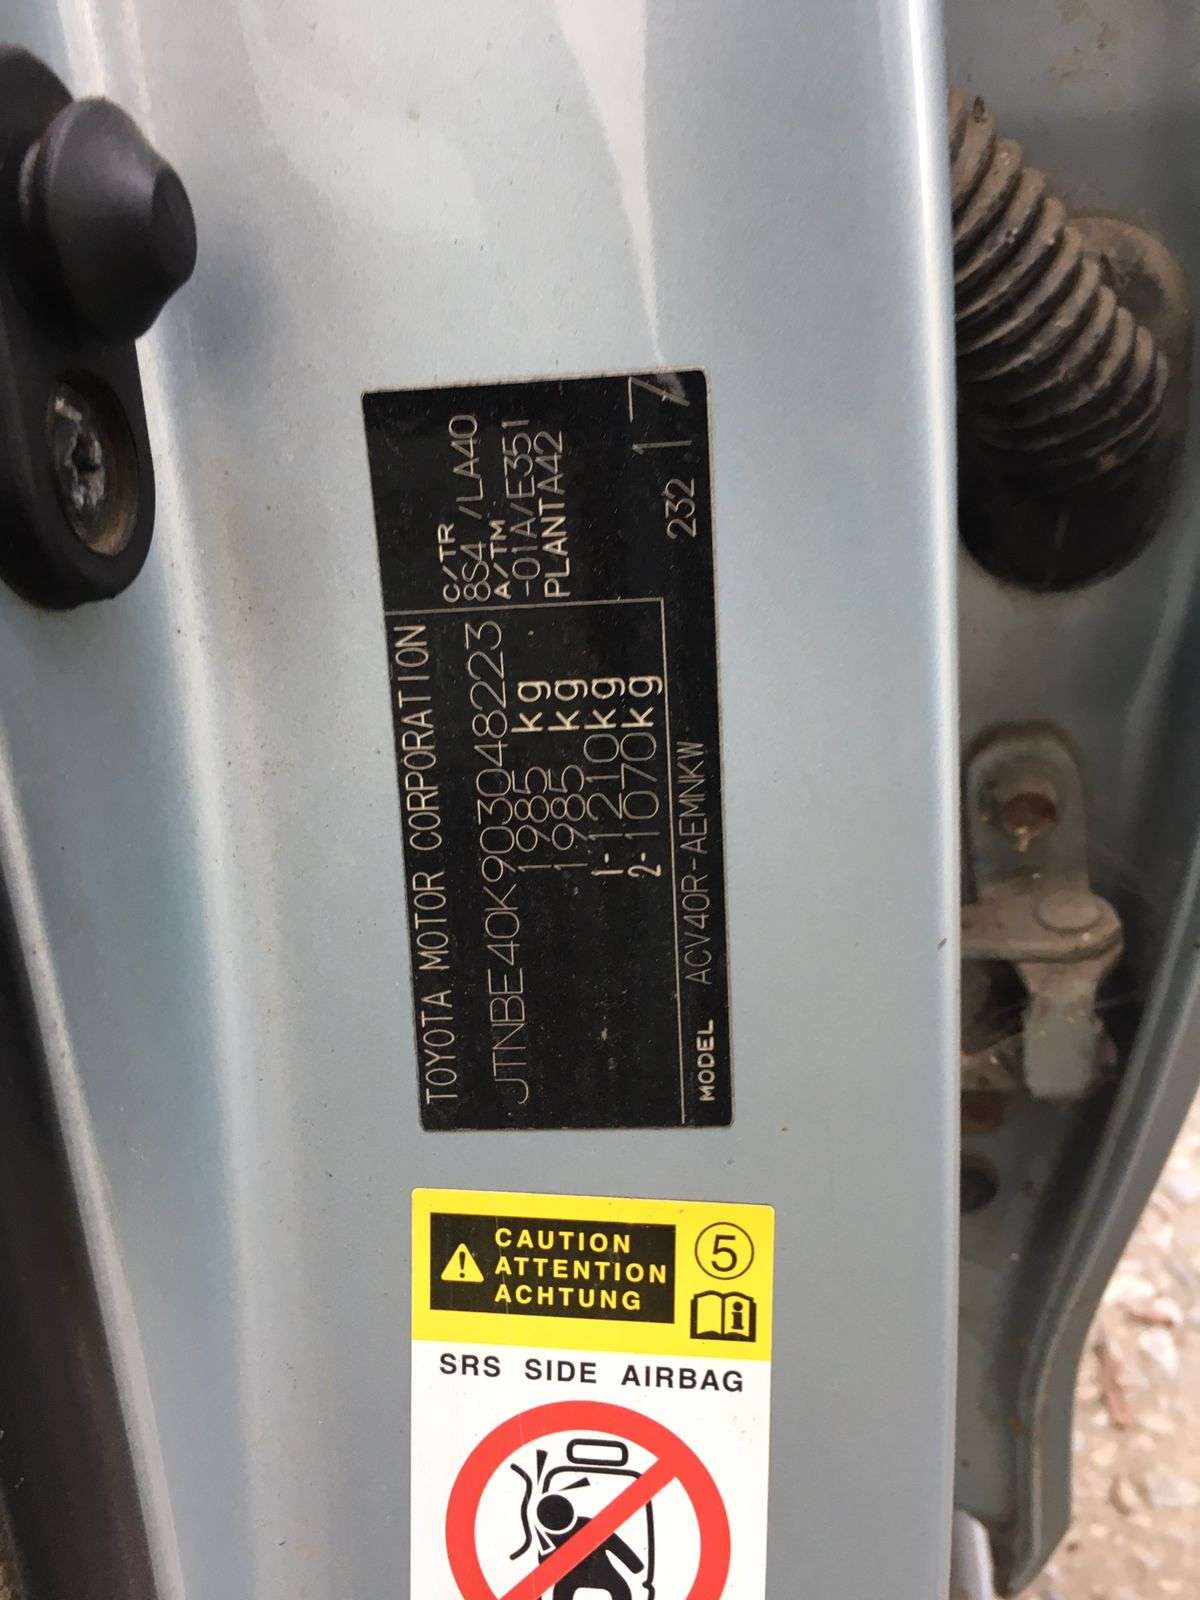 TOYOTA MOTOR CORPORATION
JTNBE40K903048223
1985 kg
1985 kg
1-1210kg
2-1070kg
C/TR
8S4 /LA40
A/TM
-01A/E351
PLANTA42
MODEL ACV40R-AEMNKW
232 17
CAUTION
ATTENTION
ACHTUNG
5
i
SRS SIDE AIRBAG